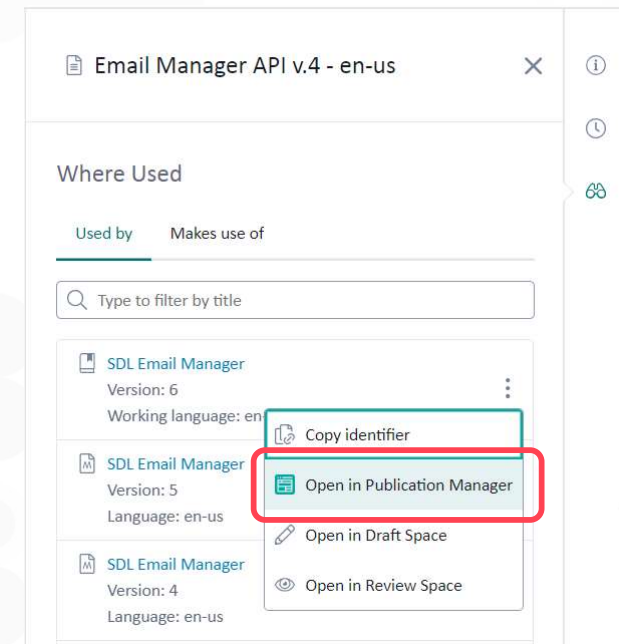 Email Manager API v.4 - en-us
Where Used
Used by Makes use of
Type to filter by title
SDL Email Manager
Version: 6
Working language: en-
Copy identifier
SDL Email Manager
Open in Publication Manager
Version: 5
Language: en-us
Open in Draft Space
SDL Email Manager
Open in Review Space
Version: 4
Language: en-us